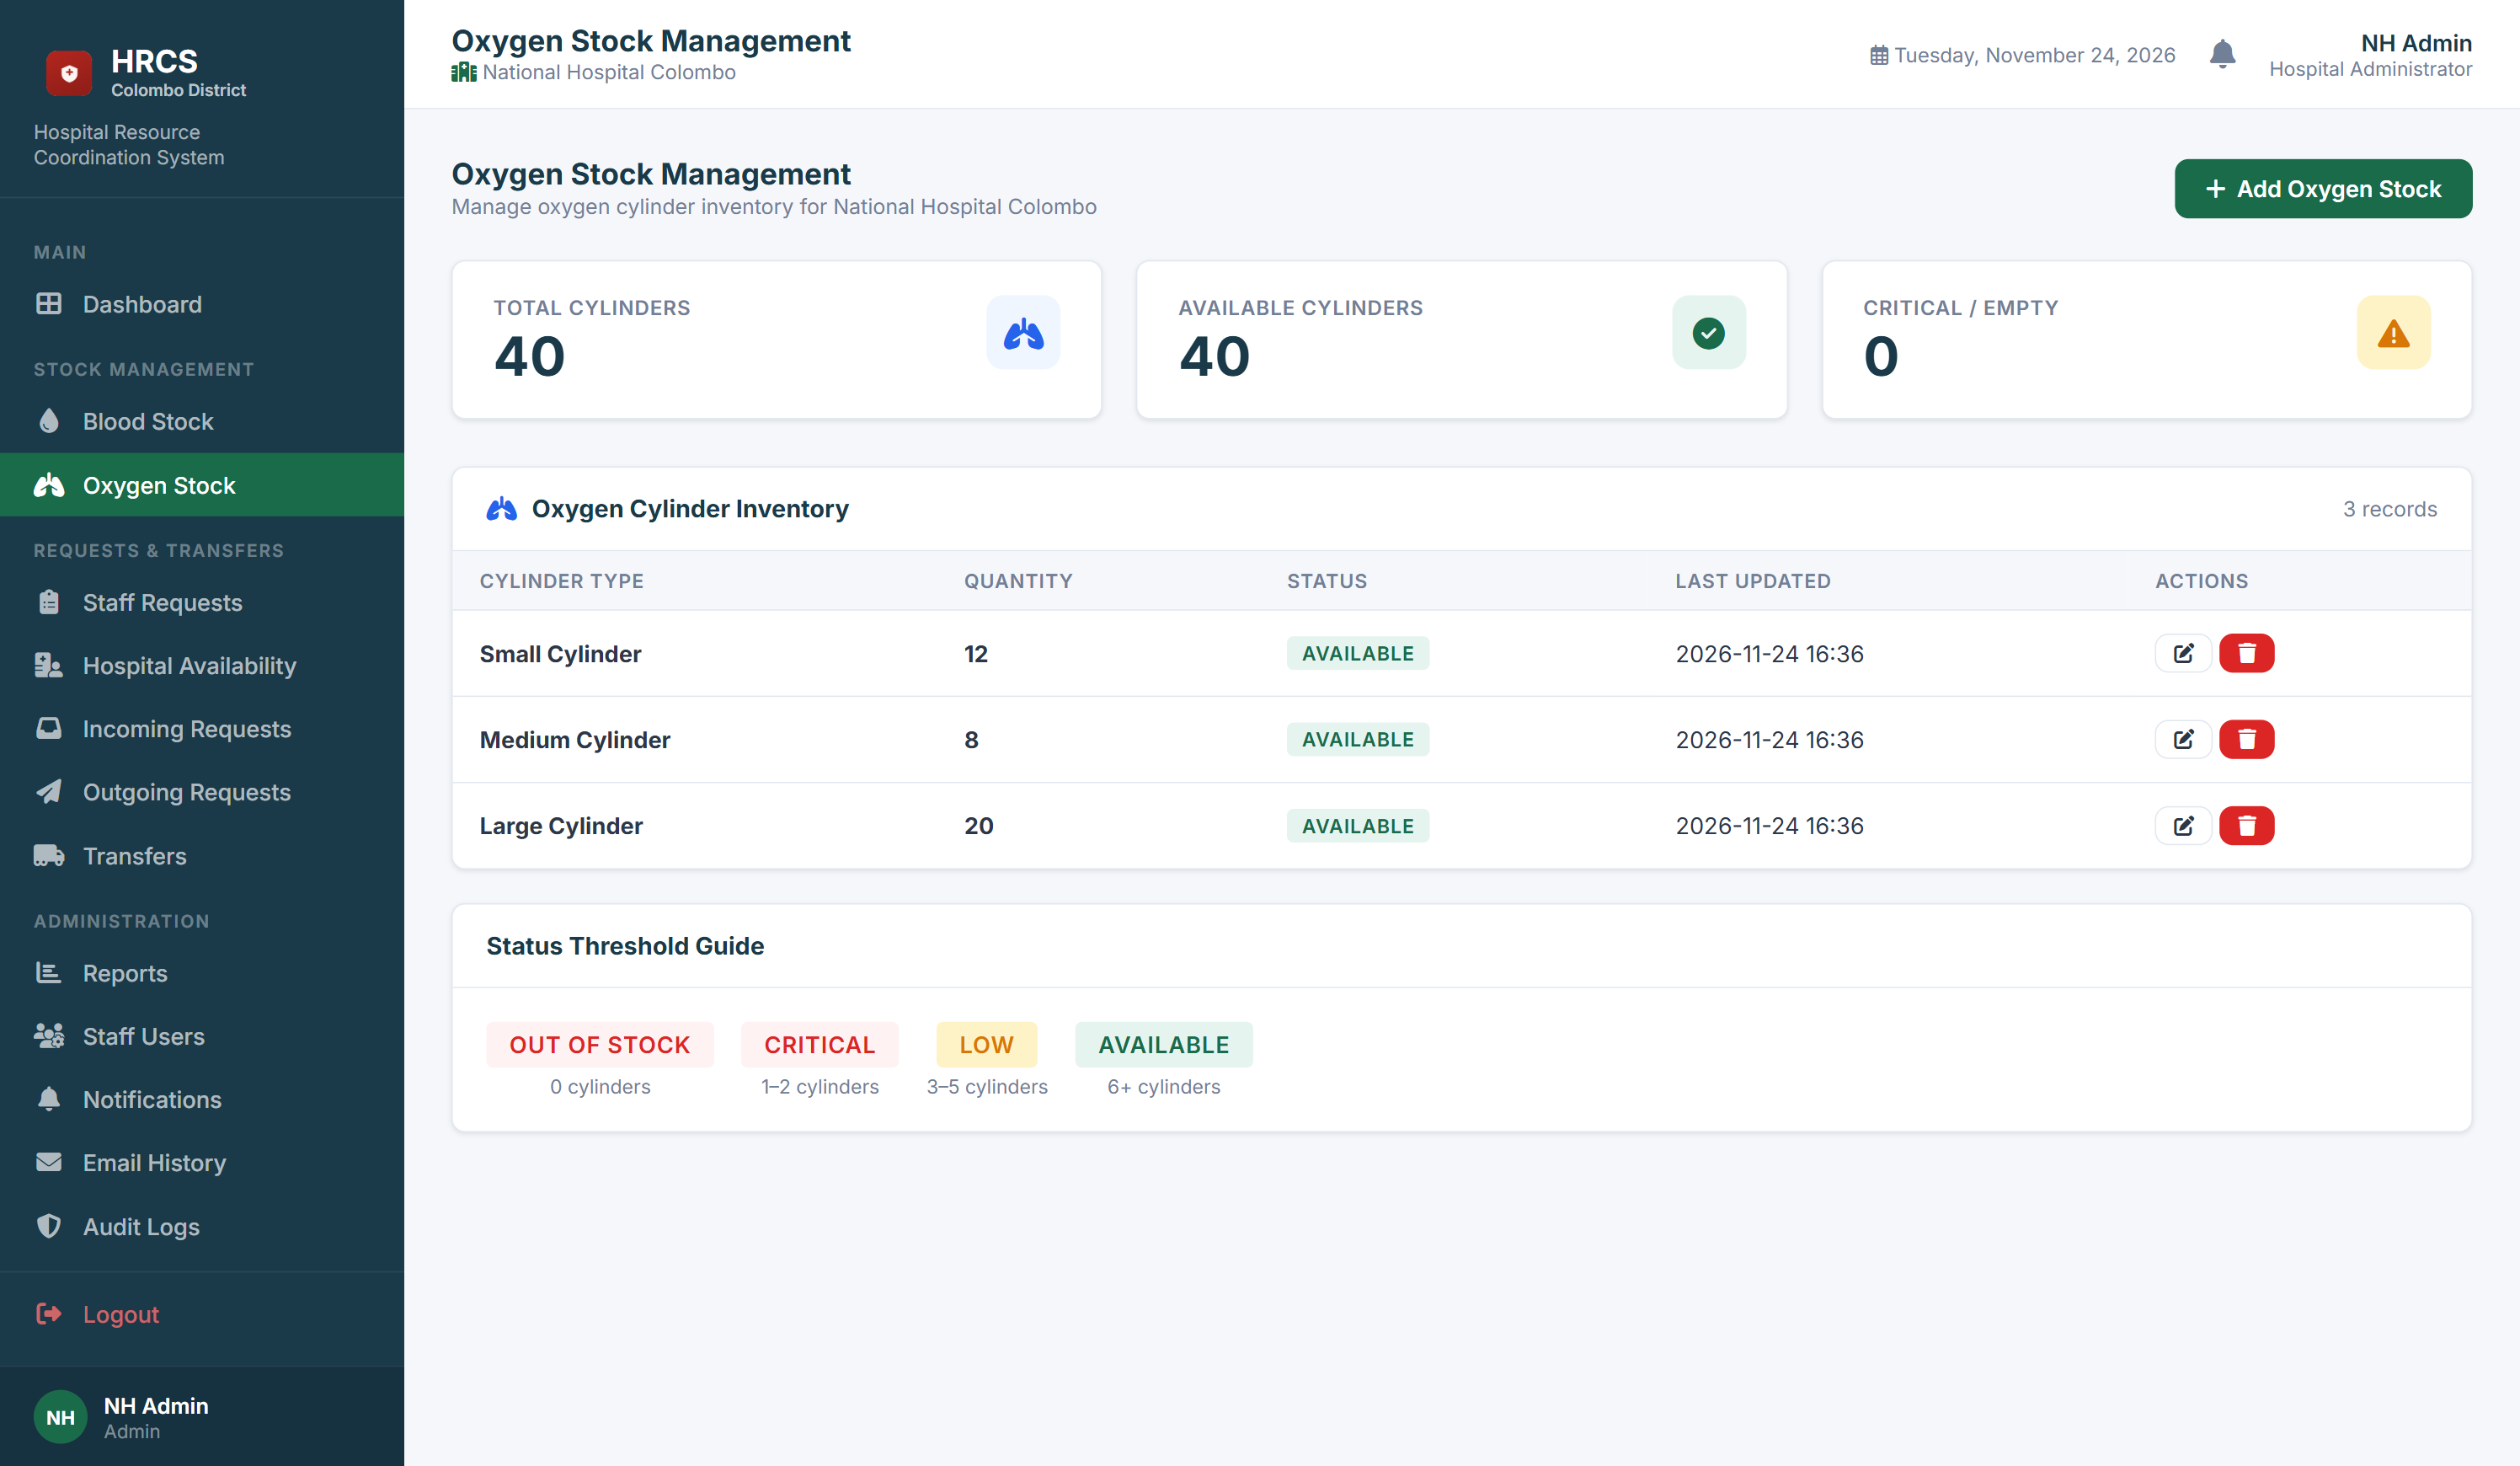 HRCS
Colombo District
Hospital Resource
Coordination System
MAIN
Dashboard
STOCK MANAGEMENT
Blood Stock
Oxygen Stock
REQUESTS & TRANSFERS
Staff Requests
Hospital Availability
Incoming Requests
Outgoing Requests
Transfers
ADMINISTRATION
Reports
Staff Users
Notifications
Email History
Audit Logs
Logout
NH
NH Admin
Admin
Oxygen Stock Management
National Hospital Colombo
Tuesday, November 24, 2026
NH Admin
Hospital Administrator
Oxygen Stock Management
Manage oxygen cylinder inventory for National Hospital Colombo
Add Oxygen Stock
TOTAL CYLINDERS
40
AVAILABLE CYLINDERS
40
CRITICAL / EMPTY
0
Oxygen Cylinder Inventory
3 records
CYLINDER TYPE QUANTITY STATUS LAST UPDATED ACTIONS
Small Cylinder 12 AVAILABLE 2026-11-24 16:36
Medium Cylinder 8 AVAILABLE 2026-11-24 16:36
Large Cylinder 20 AVAILABLE 2026-11-24 16:36
Status Threshold Guide
OUT OF STOCK CRITICAL LOW AVAILABLE
0 cylinders 1–2 cylinders 3–5 cylinders 6+ cylinders